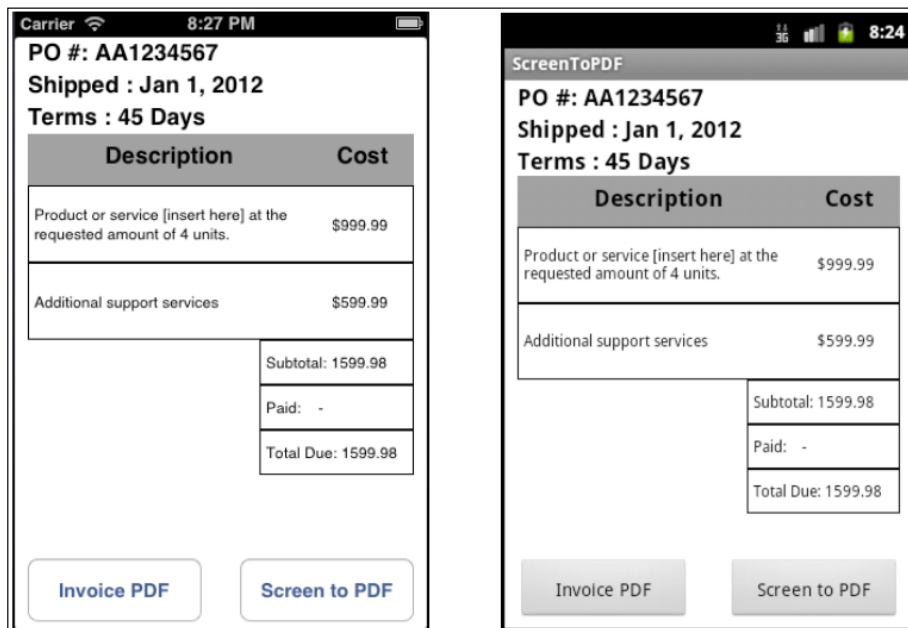 Carrier 8:27 PM
PO #: AA1234567
Shipped : Jan 1, 2012
Terms : 45 Days
Description Cost
Product or service [insert here] at the
requested amount of 4 units.
$999.99
Additional support services $599.99
Subtotal: 1599.98
Paid: -
Total Due: 1599.98
Invoice PDF Screen to PDF
3G 8:24
ScreenToPDF
PO #: AA1234567
Shipped : Jan 1, 2012
Terms : 45 Days
Description Cost
Product or service [insert here] at the
requested amount of 4 units.
$999.99
Additional support services $599.99
Subtotal: 1599.98
Paid: -
Total Due: 1599.98
Invoice PDF Screen to PDF